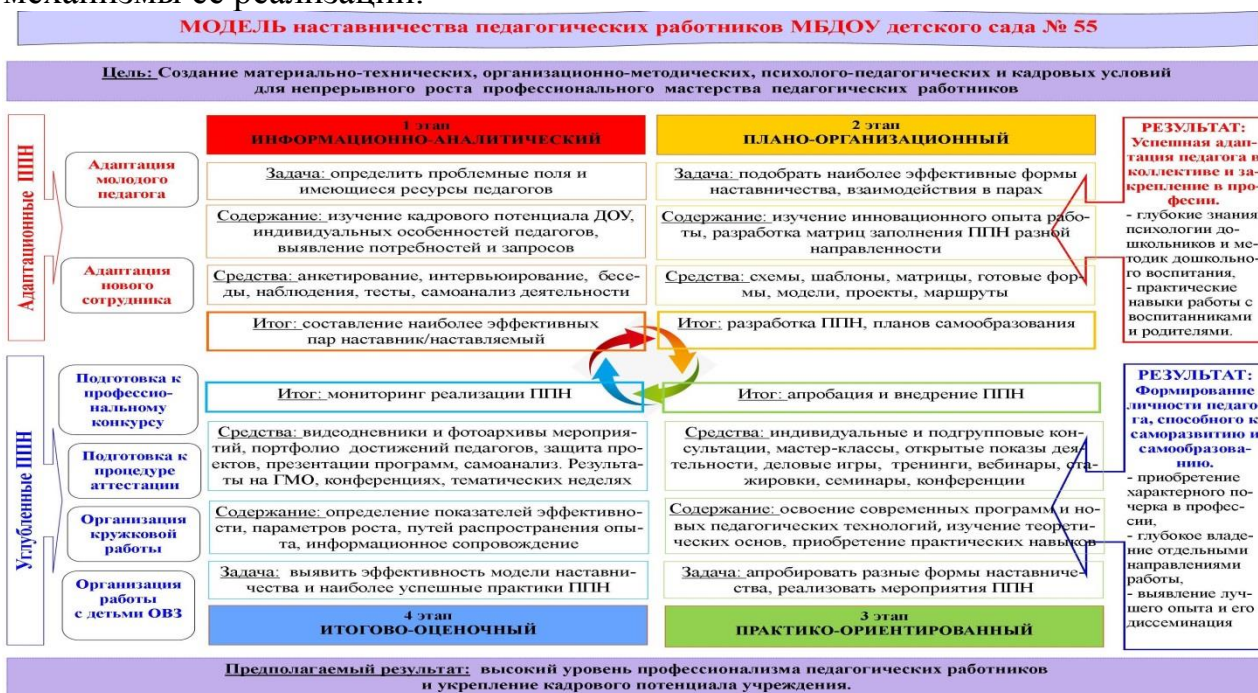 механизмы ее реализации.
МОДЕЛЬ наставничества педагогических работников МБДОУ детского сада № 55
Цель: Создание материально-технических, организационно-методических, психолого-педагогических и кадровых условий
для непрерывного роста профессионального мастерства педагогических работников
Адаптационные ППН
Адаптация
молодого
педагога
Адаптация
нового
сотрудника
1 этап
ИНФОРМАЦИОННО-АНАЛИТИЧЕСКИЙ
Задача: определить проблемные поля и
имеющиеся ресурсы педагогов
Содержание: изучение кадрового потенциала ДОУ,
индивидуальных особенностей педагогов,
выявление потребностей и запросов
Средства: анкетирование, интервьюирование, бесе-
ды, наблюдения, тесты, самоанализ деятельности
Итог: составление наиболее эффективных
пар наставник/наставляемый
2 этап
ПЛАНО-ОРГАНИЗАЦИОННЫЙ
Задача: подобрать наиболее эффективные формы
наставничества, взаимодействия в парах
Содержание: изучение инновационного опыта рабо-
ты, разработка матриц заполнения ППН разной
направленности
Средства: схемы, шаблоны, матрицы, готовые фор-
мы, модели, проекты, маршруты
Итог: разработка ППН, планов самообразования
РЕЗУЛЬТАТ:
Успешная адап-
тация педагога в
коллективе и за-
крепление в про-
фесии.
- глубокие знания
психологии до-
школьников и ме-
тодик дошкольно-
го воспитания,
- практические
навыки работы с
воспитанниками
и родителями.
Углубленные ППН
Подготовка к
профессио-
нальному
конкурсу
Подготовка к
процедуре
аттестации
Организация
кружковой
работы
Организация
работы
с детьми ОВЗ
Итог: мониторинг реализации ППН
Средства: видеодневники и фотоархивы мероприя-
тий, портфолио достижений педагогов, защита про-
ектов, презентации программ, самоанализ. Результа-
ты на ГМО, конференциях, тематических неделях
Содержание: определение показателей эффективно-
сти, параметров роста, путей распространения опы-
та, информационное сопровождение
Задача: выявить эффективность модели наставни-
чества и наиболее успешные практики ППН
4 этап
ИТОГОВО-ОЦЕНОЧНЫЙ
Итог: апробация и внедрение ППН
Средства: индивидуальные и подгрупповые кон-
сультации, мастер-классы, открытые показы дея-
тельности, деловые игры, тренинги, вебинары, ста-
жировки, семинары, конференции
Содержание: освоение современных программ и но-
вых педагогических технологий, изучение теорети-
ческих основ, приобретение практических навыков
Задача: апробировать разные формы наставниче-
ства, реализовать мероприятия ППН
3 этап
ПРАКТИКО-ОРИЕНТИРОВАННЫЙ
РЕЗУЛЬТАТ:
Формирование
личности педаго-
га, способного к
саморазвитию и
самообразова-
нию.
- приобретение
характерного по-
черка в профес-
сии,
- глубокое владе-
ние отдельными
направлениями
работы,
- выявление луч-
шего опыта и его
диссеминация
Предполагаемый результат: высокий уровень профессионализма педагогических работников
и укрепление кадрового потенциала учреждения.